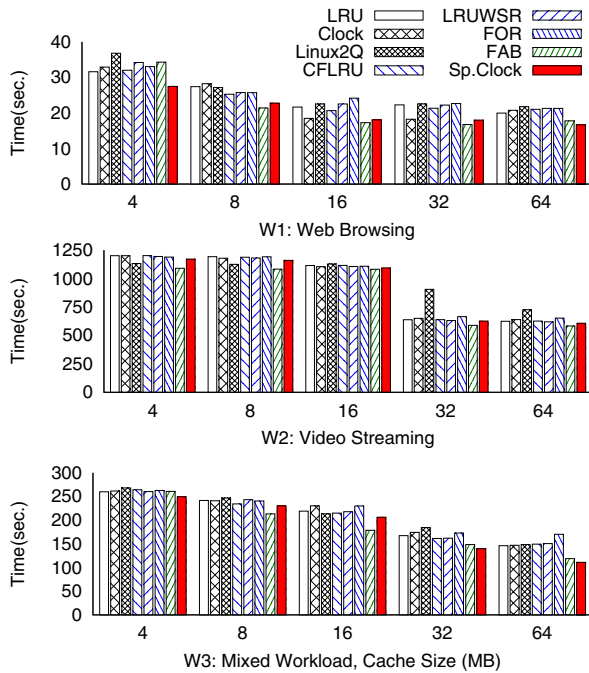 LRU
Clock
Linux2Q
CFLRU
LRUWSR
FOR
FAB
Sp.Clock
Time(sec.)
40
30
20
10
0
4 8 16 32 64
W1: Web Browsing
Time(sec.)
1250
1000
750
500
250
0
4 8 16 32 64
W2: Video Streaming
Time(sec.)
300
250
200
150
100
50
0
4 8 16 32 64
W3: Mixed Workload, Cache Size (MB)